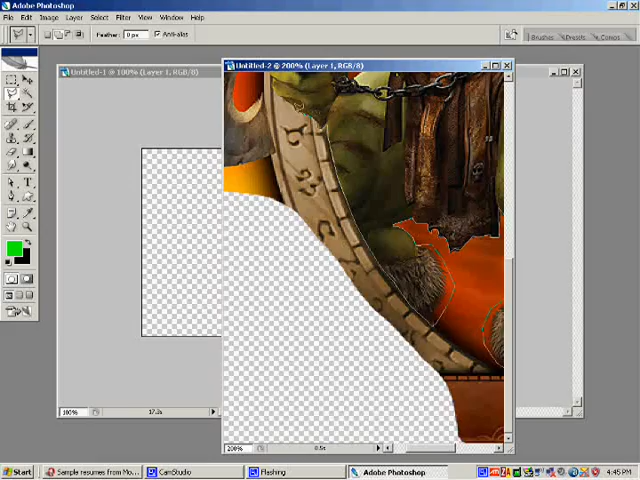 Adobe Photoshop
File Edit Image Layer Select Filter View Window Help
Feather: 0 px Anti-alias
Brushes
Untitled-1 @ 100% (Layer 1, RGB/8)
Untitled-2 @ 200% (Layer 1, RGB/8)
100%
200%
Start Sample resumes from Mo... CamStudio Flashing Adobe Photoshop 4:45 PM